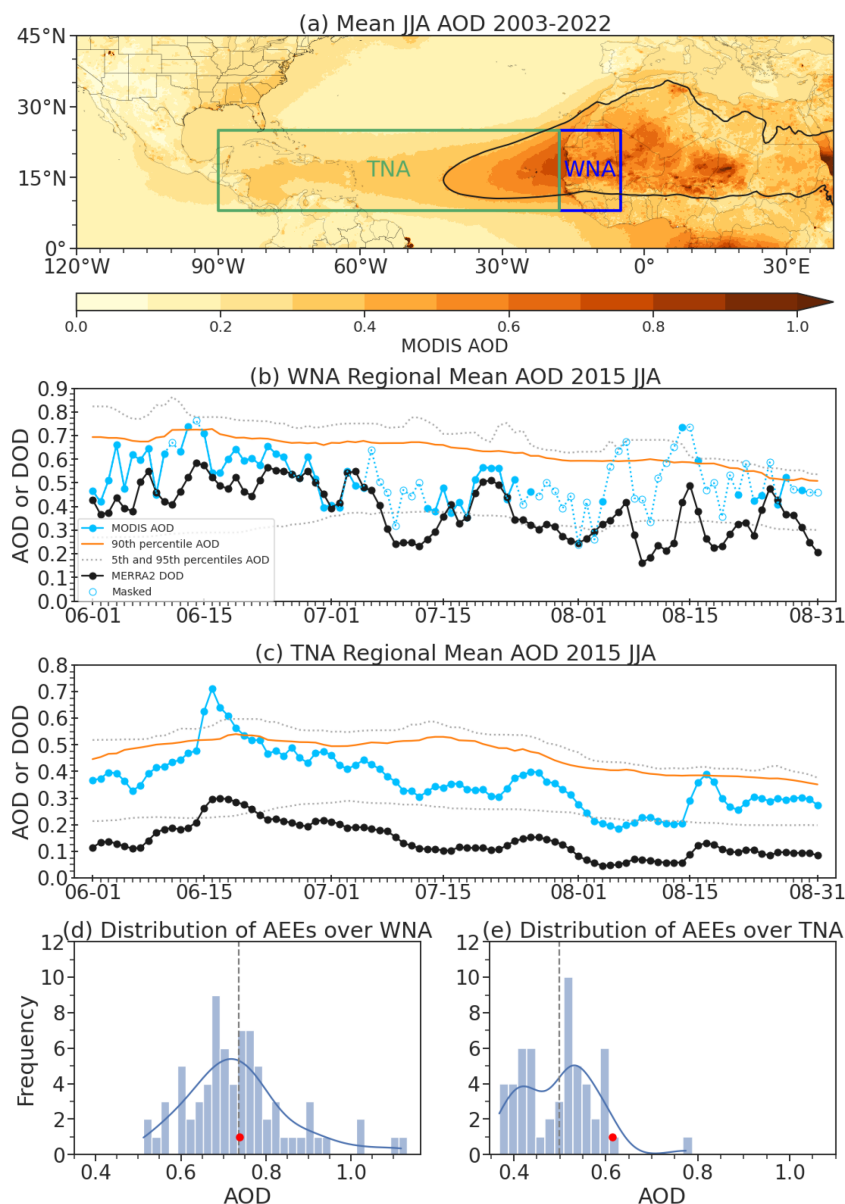 (a) Mean JJA AOD 2003-2022
45°N
30°N
15°N
0°
TNA
WNA
120°W 90°W 60°W 30°W 0° 30°E
0.0 0.2 0.4 0.6 0.8 1.0
MODIS AOD
(b) WNA Regional Mean AOD 2015 JJA
AOD or DOD
0.9
0.8
0.7
0.6
0.5
0.4
0.3
0.2
0.1
0.0
MODIS AOD
90th percentile AOD
5th and 95th percentiles AOD
MERRA2 DOD
Masked
06-01 06-15 07-01 07-15 08-01 08-15 08-31
(c) TNA Regional Mean AOD 2015 JJA
AOD or DOD
0.8
0.7
0.6
0.5
0.4
0.3
0.2
0.1
0.0
06-01 06-15 07-01 07-15 08-01 08-15 08-31
(d) Distribution of AEEs over WNA
Frequency
12
10
8
6
4
2
0
0.4 0.6 0.8 1.0
AOD
(e) Distribution of AEEs over TNA
12
10
8
6
4
2
0
0.4 0.6 0.8 1.0
AOD